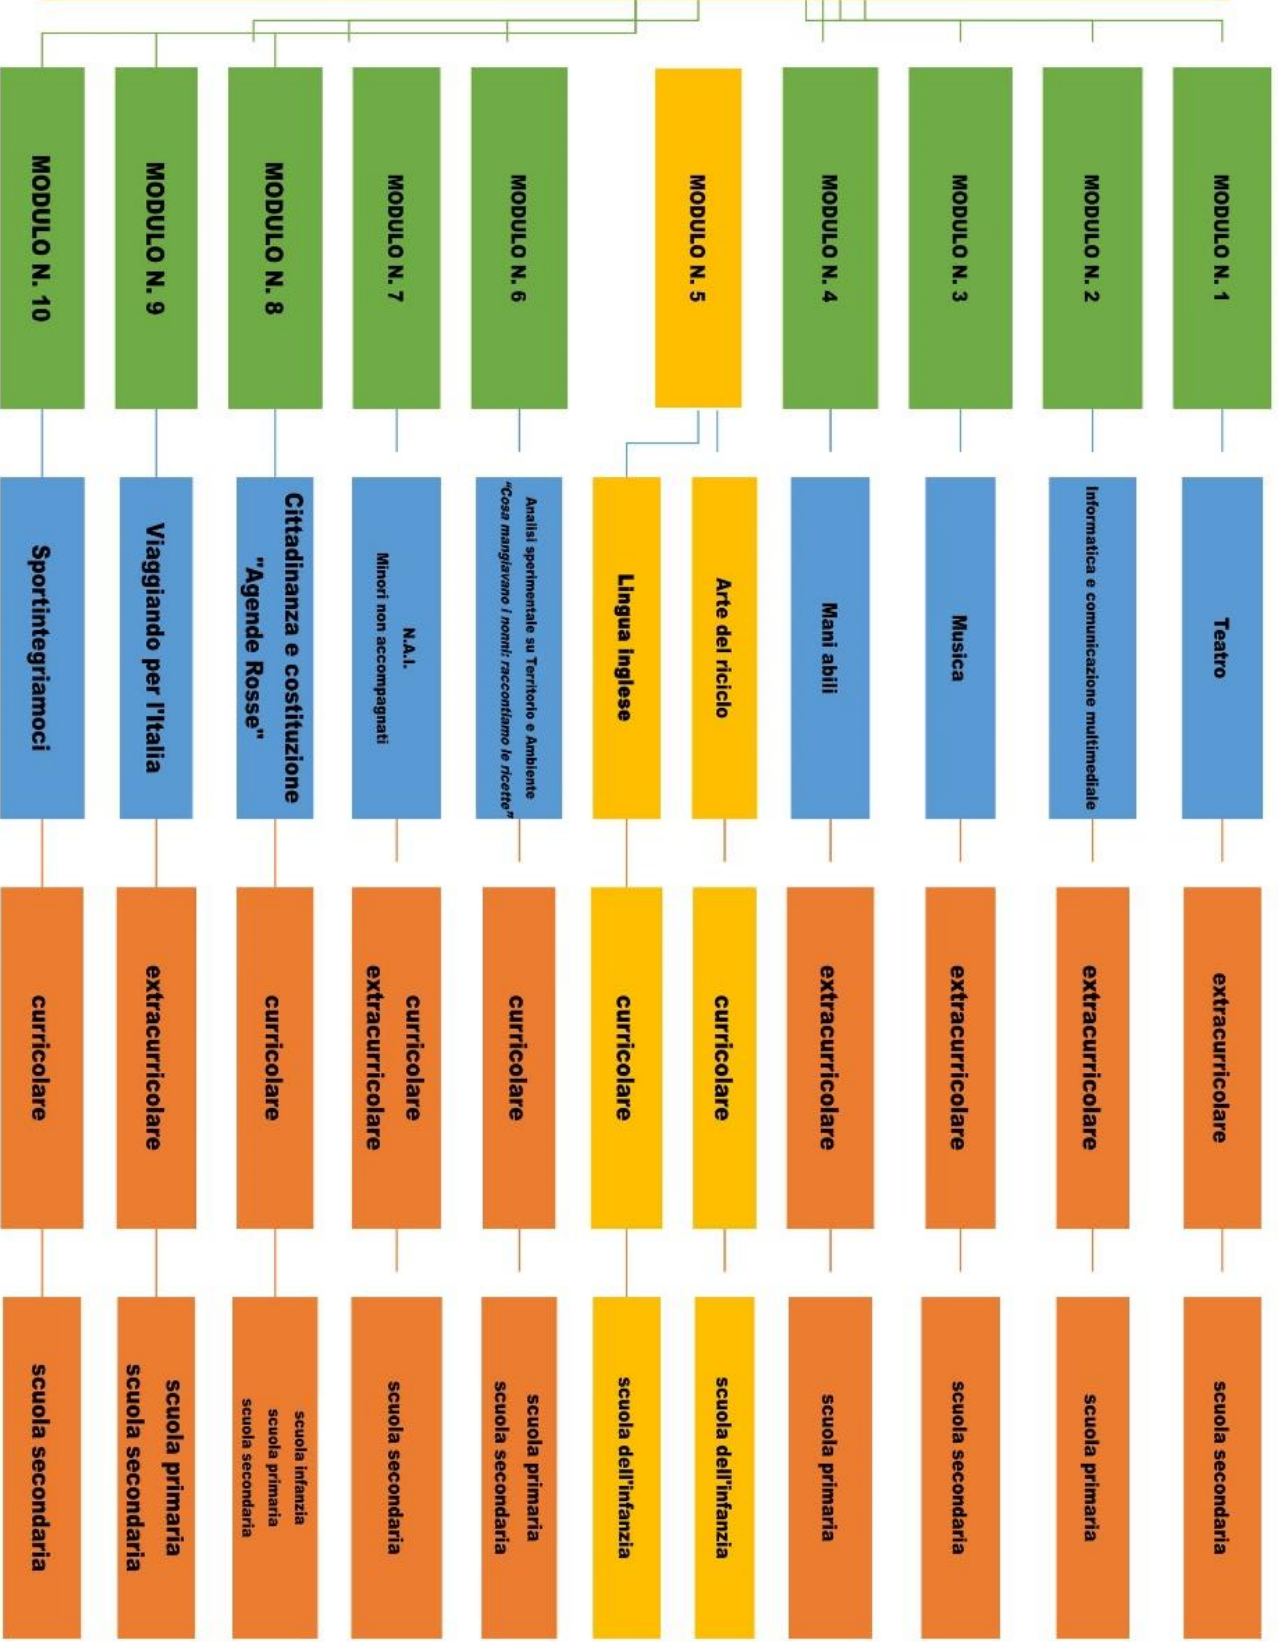 MODULO N. 1
Teatro
extracurricolare
scuola secondaria
MODULO N. 2
Informatica e comunicazione multimediale
extracurricolare
scuola primaria
MODULO N. 3
Musica
extracurricolare
scuola secondaria
MODULO N. 4
Mani abili
extracurricolare
scuola primaria
MODULO N. 5
Arte del riciclo
curricolare
scuola dell'infanzia
Lingua inglese
curricolare
scuola dell'infanzia
MODULO N. 6
Analisi sperimentale su Territorio e Ambiente
"Cosa mangiavano i nonni: raccontiamo le ricette"
curricolare
scuola primaria
scuola secondaria
MODULO N. 7
N.A.I.
Minori non accompagnati
curricolare
extracurricolare
scuola secondaria
MODULO N. 8
Cittadinanza e costituzione
"Agende Rosse"
curricolare
scuola infanzia
scuola primaria
scuola secondaria
MODULO N. 9
Viaggiando per l'Italia
extracurricolare
scuola primaria
scuola secondaria
MODULO N. 10
Sportintegriamoci
curricolare
scuola secondaria